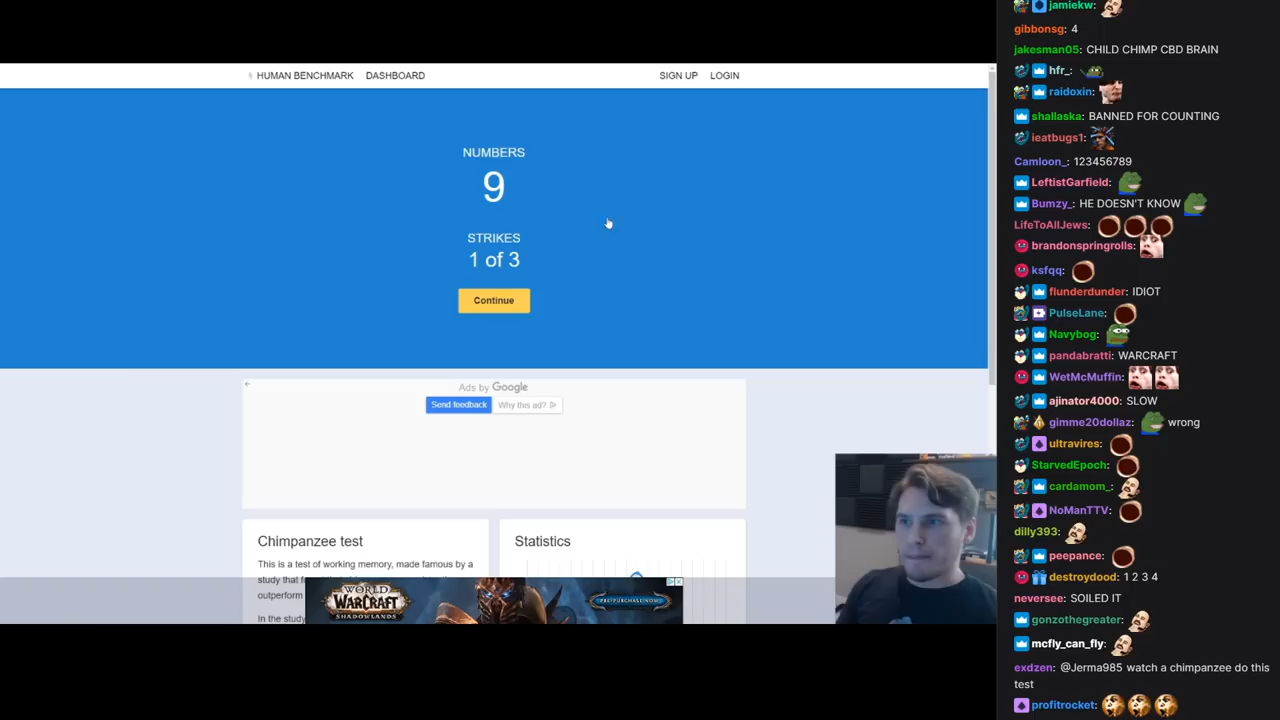 HUMAN BENCHMARK DASHBOARD SIGN UP LOGIN
NUMBERS
9
STRIKES
1 of 3
Continue
Ads by Google
Send feedback Why this ad?
Chimpanzee test
This is a test of working memory, made famous by a
study that f
outperform
In the study
Statistics
WORLD
WARCRAFT
SHADOWLANDS
PRE-PURCHASE NOW
jamiekw:
gibbonsg: 4
jakesman05: CHILD CHIMP CBD BRAIN
hfr_:
raidoxin:
shallaska: BANNED FOR COUNTING
ieatbugs1:
Camloon_: 123456789
LeftistGarfield:
Bumzy_: HE DOESN'T KNOW
LifeToAllJews:
brandonspringrolls:
ksfqq:
flunderdunder: IDIOT
PulseLane:
Navybog:
pandabratti: WARCRAFT
WetMcMuffin:
ajinator4000: SLOW
gimme20dollaz: wrong
ultravires:
StarvedEpoch:
cardamom_:
NoManTTV:
dilly393:
peepance:
destroydood: 1 2 3 4
neversee: SOILED IT
gonzothegreater:
mcfly_can_fly:
exdzen: @Jerma985 watch a chimpanzee do this
test
profitrocket: